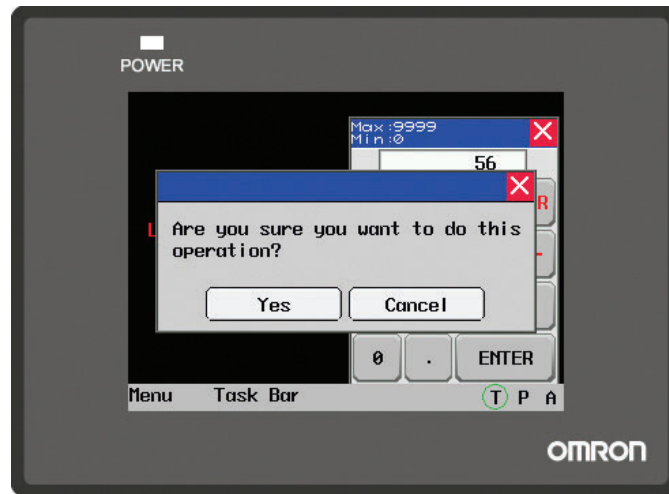 POWER
Max:9999
Min:0
56
R
L
Are you sure you want to do this
operation?
Yes Cancel
0 . ENTER
Menu Task Bar T P A
OMRON